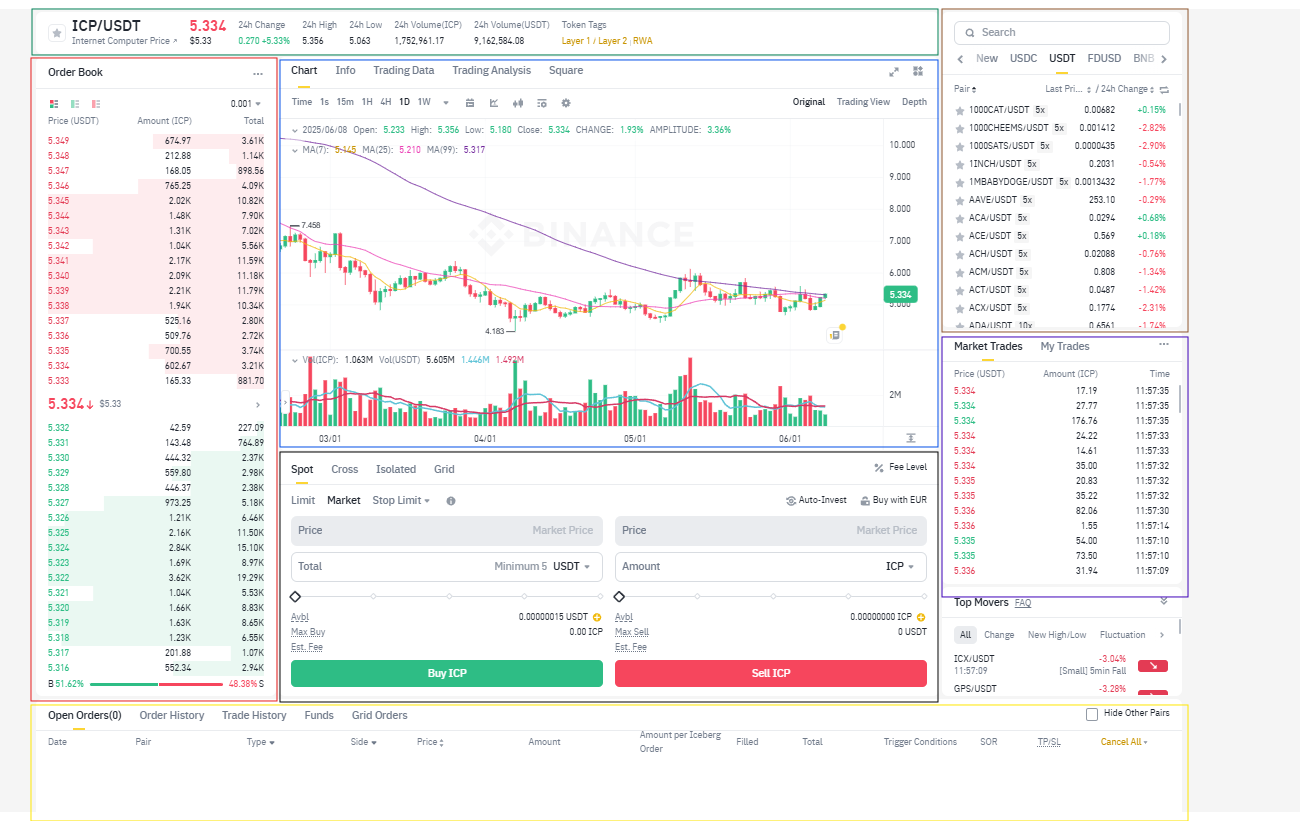 ICP/USDT
Internet Computer Price ↗
5.334
$5.33
24h Change
0.270 +5.33%
24h High
5.356
24h Low
5.063
24h Volume(ICP)
1,752,961.17
24h Volume(USDT)
9,162,584.08
Token Tags
Layer 1 / Layer 2 | RWA
Order Book
0.001
Price (USDT) Amount (ICP) Total
5.349 674.97 3.61K
5.348 212.88 1.14K
5.347 168.05 898.56
5.346 765.25 4.09K
5.345 2.02K 10.82K
5.344 1.48K 7.90K
5.343 1.31K 7.02K
5.342 1.04K 5.56K
5.341 2.17K 11.59K
5.340 2.09K 11.18K
5.339 2.21K 11.79K
5.338 1.94K 10.34K
5.337 525.16 2.80K
5.336 509.76 2.72K
5.335 700.55 3.74K
5.334 602.67 3.21K
5.333 165.33 881.70
5.334↓ $5.33
5.332 42.59 227.09
5.331 143.48 764.89
5.330 444.32 2.37K
5.329 559.80 2.98K
5.328 446.37 2.38K
5.327 973.25 5.18K
5.326 1.21K 6.46K
5.325 2.16K 11.50K
5.324 2.84K 15.10K
5.323 1.69K 8.97K
5.322 3.62K 19.29K
5.321 1.04K 5.53K
5.320 1.66K 8.83K
5.319 1.63K 8.65K
5.318 1.23K 6.55K
5.317 201.88 1.07K
5.316 552.34 2.94K
B 51.62% 48.38% S
Chart Info Trading Data Trading Analysis Square
Time 1s 15m 1H 4H 1D 1W
Original Trading View Depth
2025/06/08 Open: 5.233 High: 5.356 Low: 5.180 Close: 5.334 CHANGE: 1.93% AMPLITUDE: 3.36%
MA(7): 5.145 MA(25): 5.210 MA(99): 5.317
BINANCE
10.000
9.000
8.000
7.000
6.000
5.334
5.000
7.458
4.183
Vol(ICP): 1.063M Vol(USDT) 5.605M 1.446M 1.492M
2M
03/01 04/01 05/01 06/01
Spot Cross Isolated Grid
Fee Level
Limit Market Stop Limit
Auto-Invest Buy with EUR
Price Market Price
Total Minimum 5 USDT
Avbl 0.00000015 USDT
Max Buy 0.00 ICP
Est. Fee
Buy ICP
Price Market Price
Amount ICP
Avbl 0.00000000 ICP
Max Sell 0 USDT
Est. Fee
Sell ICP
Search
New USDC USDT FDUSD BNB
Pair Last Pri... / 24h Change
1000CAT/USDT 5x 0.00682 +0.15%
1000CHEEMS/USDT 5x 0.001412 -2.82%
1000SATS/USDT 5x 0.0000435 -2.90%
1INCH/USDT 5x 0.2031 -0.54%
1MBABYDOGE/USDT 5x 0.0013432 -1.77%
AAVE/USDT 5x 253.10 -0.29%
ACA/USDT 5x 0.0294 +0.68%
ACE/USDT 5x 0.569 +0.18%
ACH/USDT 5x 0.02088 -0.76%
ACM/USDT 5x 0.808 -1.34%
ACT/USDT 5x 0.0487 -1.42%
ACX/USDT 5x 0.1774 -2.31%
ADA/USDT 10x 0.6561 -1.74%
Market Trades My Trades
Price (USDT) Amount (ICP) Time
5.334 17.19 11:57:35
5.334 27.77 11:57:35
5.334 176.76 11:57:35
5.334 24.22 11:57:33
5.334 14.61 11:57:33
5.334 35.00 11:57:32
5.335 20.83 11:57:32
5.335 35.22 11:57:32
5.336 82.06 11:57:30
5.336 1.55 11:57:14
5.335 54.00 11:57:10
5.335 73.50 11:57:10
5.336 31.94 11:57:09
Top Movers FAQ
All Change New High/Low Fluctuation
ICX/USDT -3.04%
11:57:09 [Small] 5min Fall
GPS/USDT -3.28%
Open Orders(0) Order History Trade History Funds Grid Orders
Hide Other Pairs
Date Pair Type Side Price Amount Amount per Iceberg Order Filled Total Trigger Conditions SOR TP/SL Cancel All